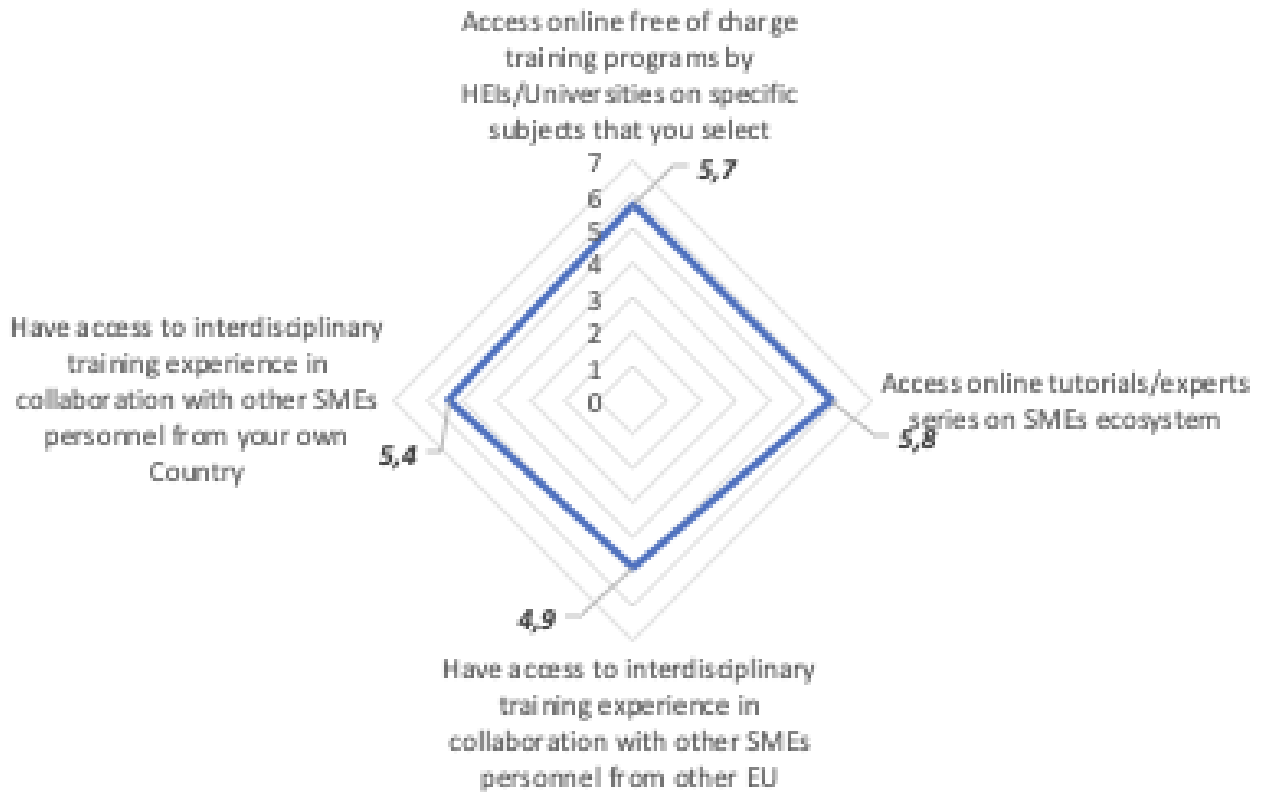 Access online free of charge
training programs by
HEIs/Universities on specific
subjects that you select
7
5,7
6
5
4
3
2
1
0
Have access to interdisciplinary
training experience in
collaboration with other SMEs
personnel from your own
Country
5,4
Access online tutorials/experts
series on SMEs ecosystem
5,8
4,9
Have access to interdisciplinary
training experience in
collaboration with other SMEs
personnel from other EU